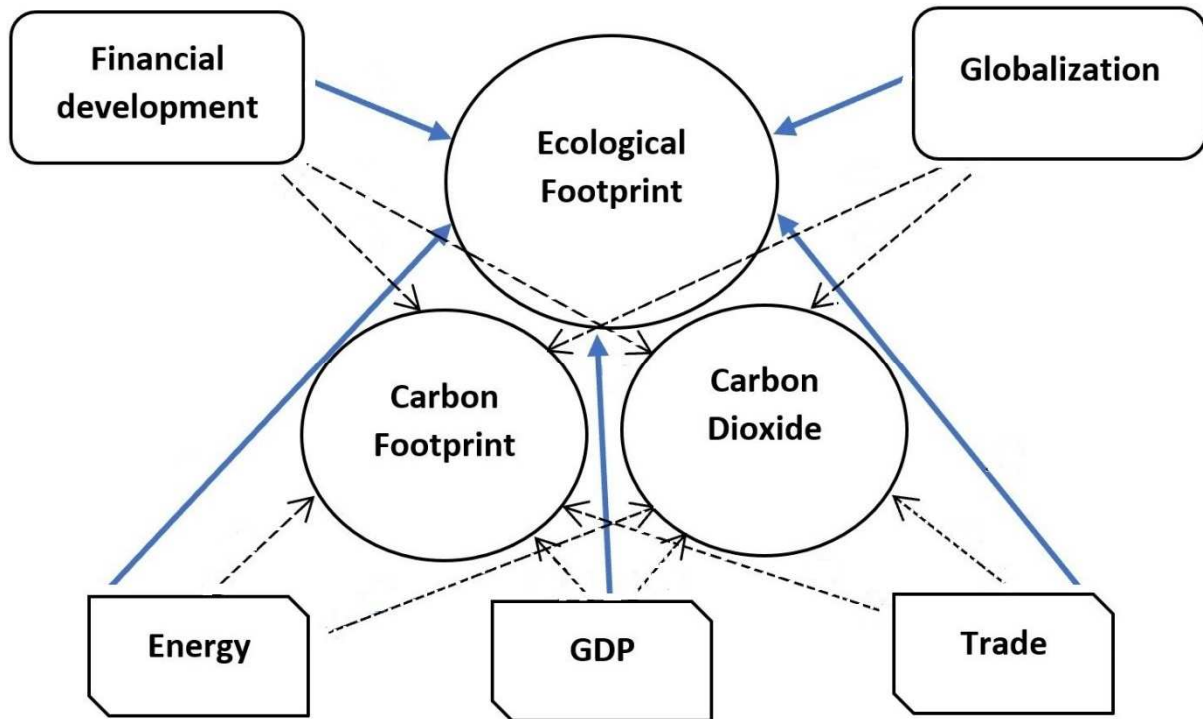 Financial
development
Globalization
Ecological
Footprint
Carbon
Footprint
Carbon
Dioxide
Energy
GDP
Trade